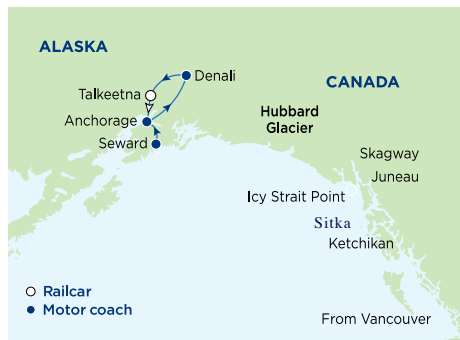 ALASKA
Denali
CANADA
Talkeetna
Hubbard
Glacier
Anchorage
Seward
Skagway
Juneau
Icy Strait Point
Sitka
Ketchikan
Railcar
Motor coach
From Vancouver